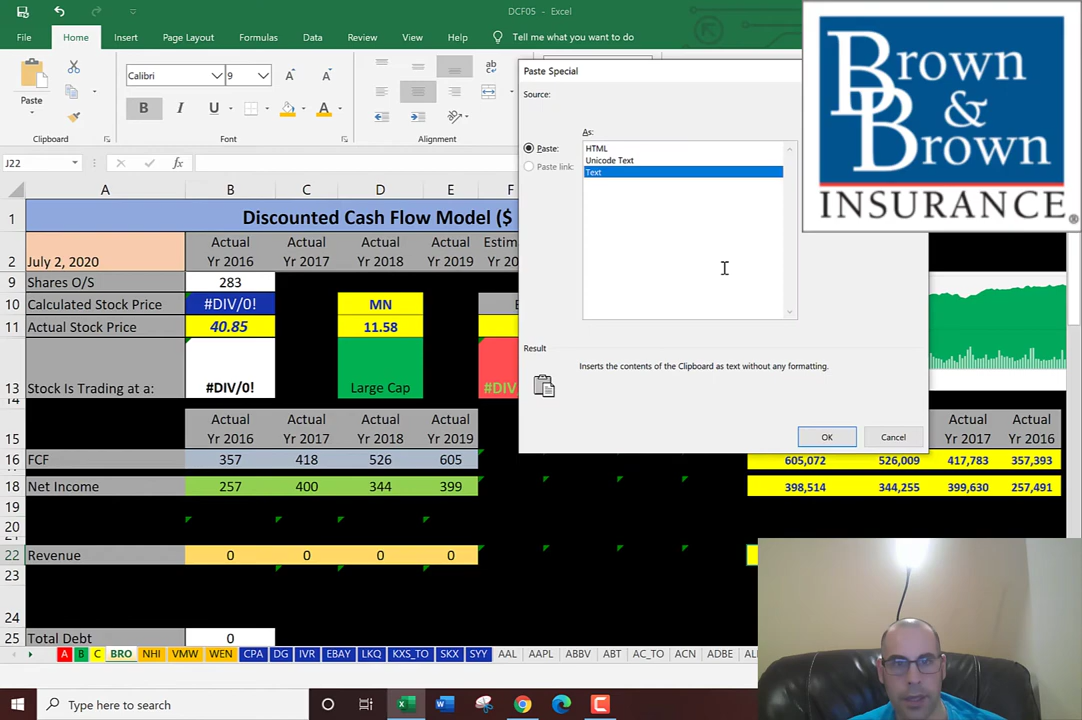 DCF05 - Excel
File Home Insert Page Layout Formulas Data Review View Help Tell me what you want to do
Paste
Calibri 9
B I U A
Clipboard Font Alignment
J22 fx
A B C D E F
1 Discounted Cash Flow Model ($
2 July 2, 2020 Actual Yr 2016 Actual Yr 2017 Actual Yr 2018 Actual Yr 2019
9 Shares O/S 283
10 Calculated Stock Price #DIV/0! MN
11 Actual Stock Price 40.85 11.58
13 Stock Is Trading at a: #DIV/0! Large Cap #DIV
14
15 Actual Yr 2016 Actual Yr 2017 Actual Yr 2018 Actual Yr 2019 Yr 2017 Yr 2016
16 FCF 357 418 526 605 605,072 526,009 417,783 357,393
18 Net Income 257 400 344 399 398,514 344,255 399,630 257,491
19
20
22 Revenue 0 0 0 0
23
24
25 Total Debt 0
Paste Special
Source:
As:
Paste:
Paste link:
HTML
Unicode Text
Text
Result
Inserts the contents of the Clipboard as text without any formatting.
OK Cancel
Brown
&
Brown
INSURANCE®
A B C BRO NHI VMW WEN CPA DG IVR EBAY LKQ KXS_TO SKX SYY AAL AAPL ABBV ABT AC_TO ACN ADBE
Type here to search